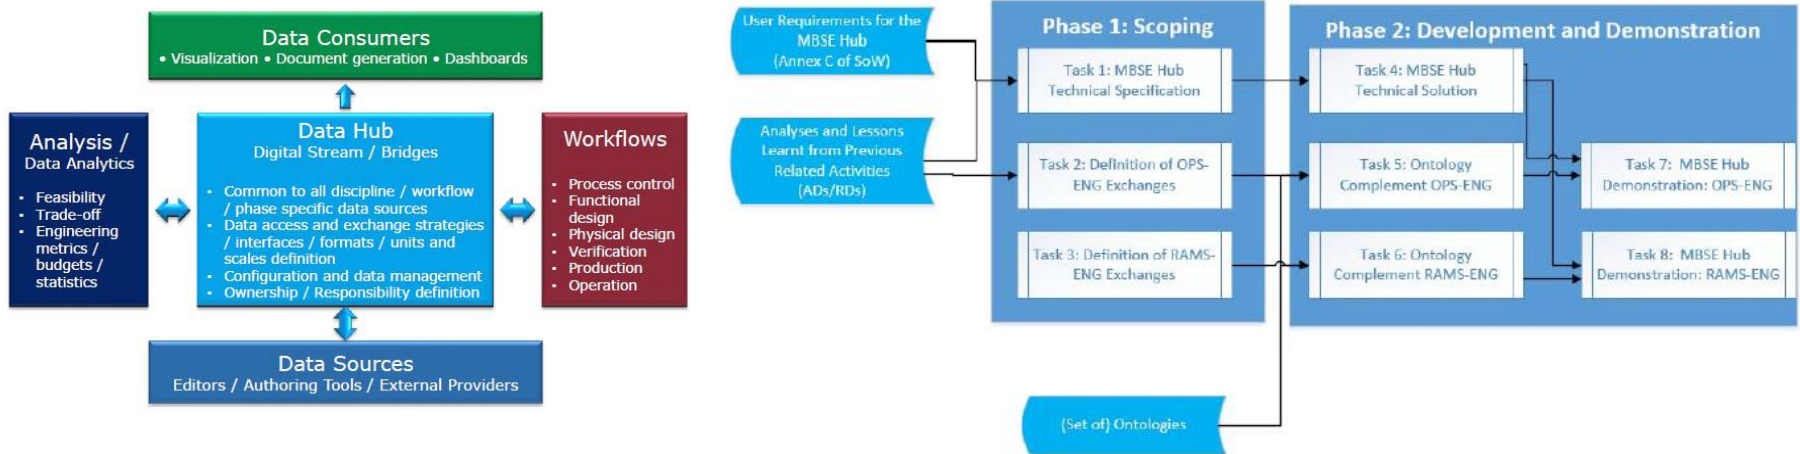 Data Consumers
• Visualization • Document generation • Dashboards
Analysis /
Data Analytics
• Feasibility
• Trade-off
• Engineering
metrics /
budgets /
statistics
Data Hub
Digital Stream / Bridges
• Common to all discipline / workflow
/ phase specific data sources
• Data access and exchange strategies
/ interfaces / formats / units and
scales definition
• Configuration and data management
• Ownership / Responsibility definition
Workflows
• Process control
• Functional
design
• Physical design
• Verification
• Production
• Operation
Data Sources
Editors / Authoring Tools / External Providers
User Requirements for the
MBSE Hub
(Annex C of SoW)
Analyses and Lessons
Learnt from Previous
Related Activities
(ADs/RDs)
Phase 1: Scoping
Task 1: MBSE Hub
Technical Specification
Task 2: Definition of OPS-
ENG Exchanges
Task 3: Definition of RAMS-
ENG Exchanges
Phase 2: Development and Demonstration
Task 4: MBSE Hub
Technical Solution
Task 5: Ontology
Complement OPS-ENG
Task 6: Ontology
Complement RAMS-ENG
Task 7: MBSE Hub
Demonstration: OPS-ENG
Task 8: MBSE Hub
Demonstration: RAMS-ENG
(Set of) Ontologies